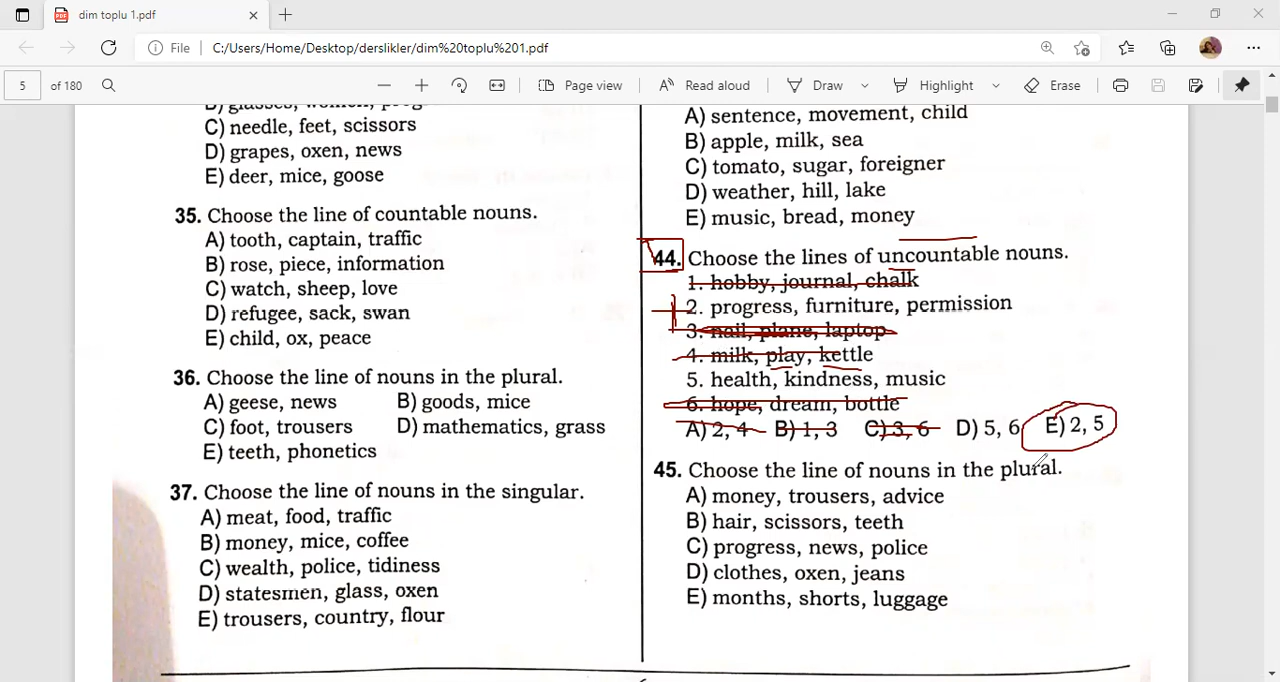 dim toplu 1.pdf
File C:/Users/Home/Desktop/derslikler/dim%20toplu%201.pdf
5 of 180 Page view Read aloud Draw Highlight Erase
C) needle, feet, scissors
D) grapes, oxen, news
E) deer, mice, goose
35. Choose the line of countable nouns.
A) tooth, captain, traffic
B) rose, piece, information
C) watch, sheep, love
D) refugee, sack, swan
E) child, ox, peace
36. Choose the line of nouns in the plural.
A) geese, news B) goods, mice
C) foot, trousers D) mathematics, grass
E) teeth, phonetics
37. Choose the line of nouns in the singular.
A) meat, food, traffic
B) money, mice, coffee
C) wealth, police, tidiness
D) statesmen, glass, oxen
E) trousers, country, flour
A) sentence, movement, child
B) apple, milk, sea
C) tomato, sugar, foreigner
D) weather, hill, lake
E) music, bread, money
44. Choose the lines of uncountable nouns.
1. hobby, journal, chalk
2. progress, furniture, permission
3. nail, plane, laptop
4. milk, play, kettle
5. health, kindness, music
6. hope, dream, bottle
A) 2, 4 B) 1, 3 C) 3, 6 D) 5, 6 E) 2, 5
45. Choose the line of nouns in the plural.
A) money, trousers, advice
B) hair, scissors, teeth
C) progress, news, police
D) clothes, oxen, jeans
E) months, shorts, luggage